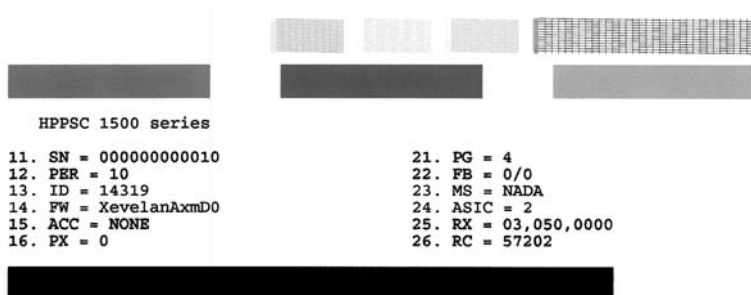 HPPSC 1500 series
11. SN = 000000000010
12. PER = 10
13. ID = 14319
14. FW = XevelanAxmD0
15. ACC = NONE
16. PX = 0
21. PG = 4
22. FB = 0/0
23. MS = NADA
24. ASIC = 2
25. RX = 03,050,0000
26. RC = 57202